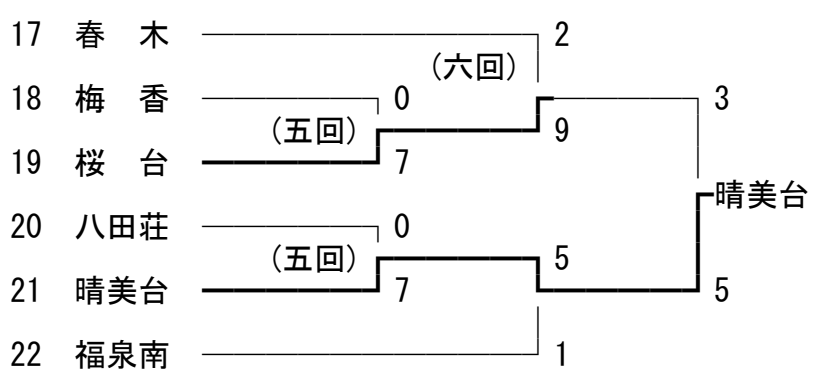 17 春　木 2
(六回)
18 梅　香 0 3
(五回) 9
19 桜　台 7
晴美台
20 八田荘 0
(五回) 5
21 晴美台 7 5
22 福泉南 1